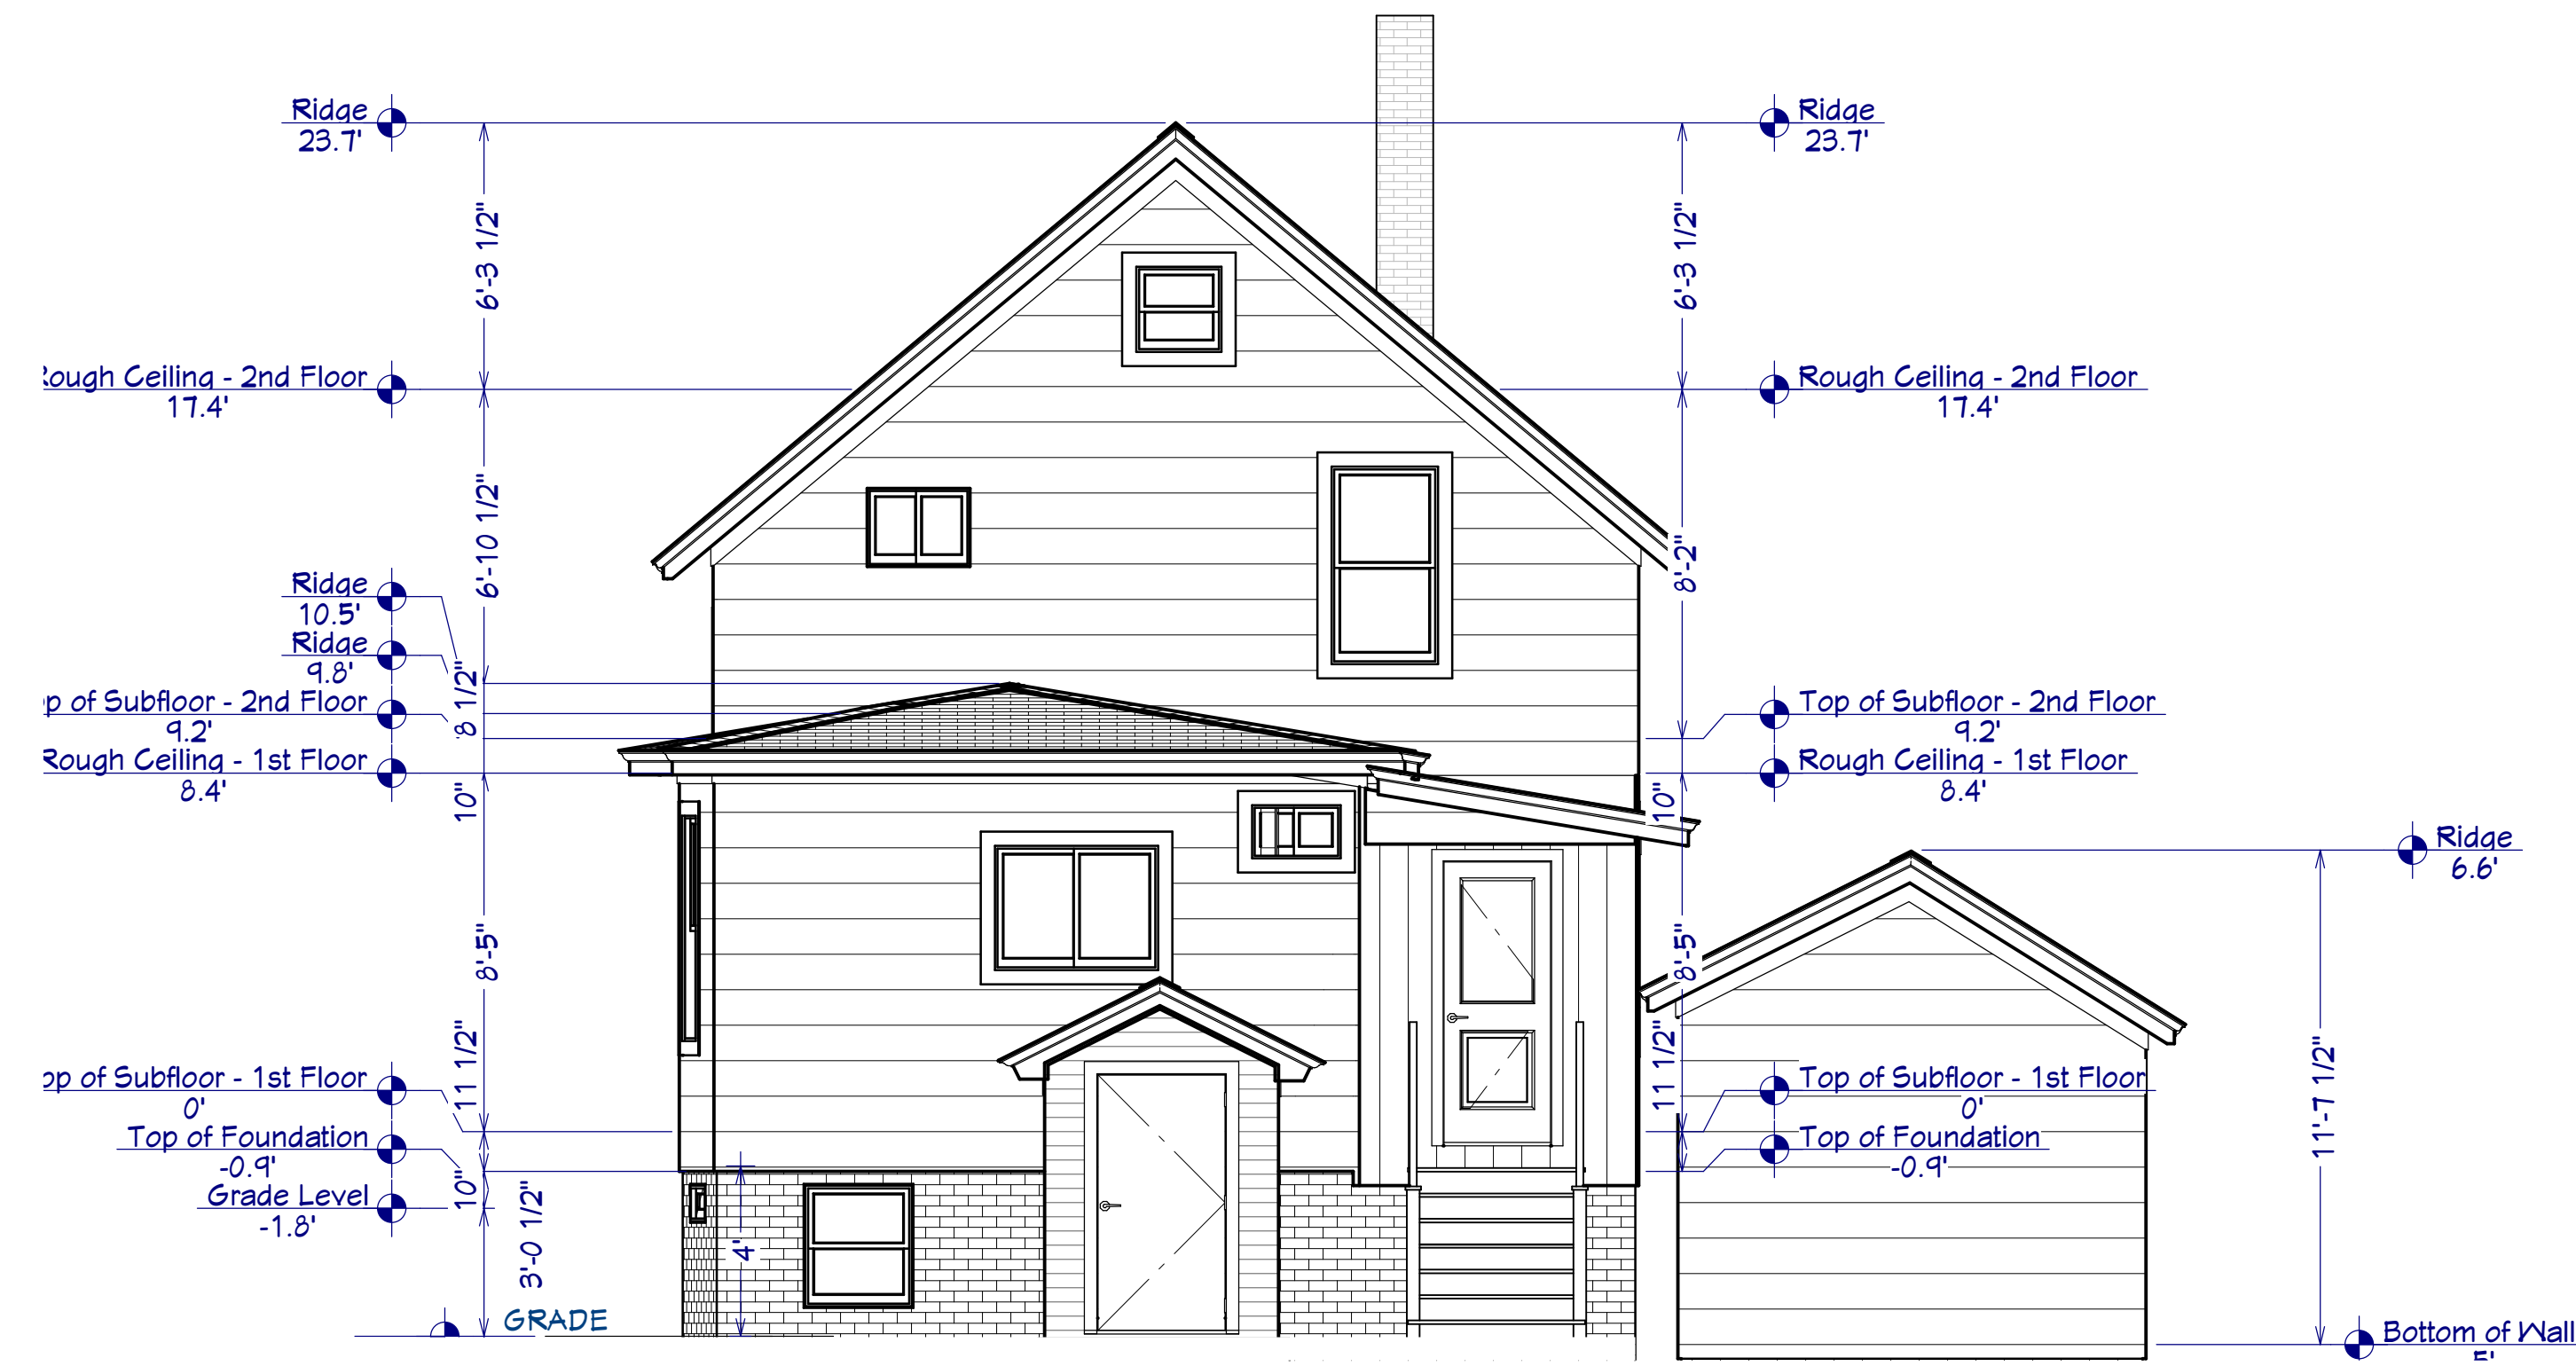 Ridge
23.7'
6'-3 1/2"
Ceiling - 2nd Floor
17.4'
6'-10 1/2"
Ridge
10.5'
Ridge
9.8'
8 1/2"
of Subfloor - 2nd Floor
9.2'
Rough Ceiling - 1st Floor
8.4'
10"
8'-5"
11 1/2"
of Subfloor - 1st Floor
0'
Top of Foundation
-0.9'
10"
Grade Level
-1.8'
3'-0 1/2"
GRADE
4'
Ridge
23.7'
6'-3 1/2"
Rough Ceiling - 2nd Floor
17.4'
8'-2"
Top of Subfloor - 2nd Floor
9.2'
Rough Ceiling - 1st Floor
8.4'
10"
8'-5"
11 1/2"
Top of Subfloor - 1st Floor
0'
Top of Foundation
-0.9'
Ridge
6.6'
11'-7 1/2"
Bottom of Wall